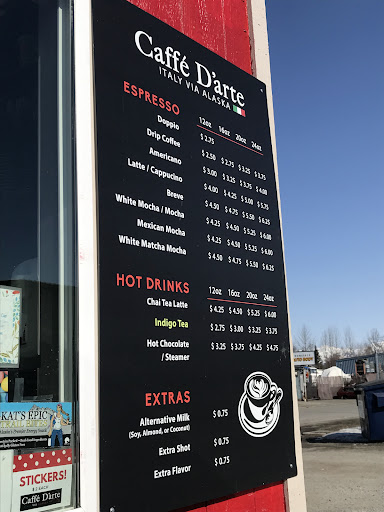 Caffé D'arte
ITALY VIA ALASKA
ESPRESSO 12oz 16oz 20oz 24oz
Doppio $ 2.75
Drip Coffee $ 2.50 $ 2.75 $ 3.25 $ 3.75
Americano $ 3.00 $ 3.25 $ 3.75 $ 4.00
Latte / Cappucino $ 4.00 $ 4.25 $ 5.00 $ 5.75
Breve $ 4.50 $ 4.75 $ 5.50 $ 6.25
White Mocha / Mocha $ 4.25 $ 4.50 $ 5.25 $ 6.00
Mexican Mocha $ 4.25 $ 4.50 $ 5.25 $ 6.00
White Matcha Mocha $ 4.50 $ 4.75 $ 5.50 $ 6.25
HOT DRINKS 12oz 16oz 20oz 24oz
Chai Tea Latte $ 4.25 $ 4.50 $ 5.25 $ 6.00
Indigo Tea $ 2.75 $ 3.00 $ 3.25 $ 3.75
Hot Chocolate
/ Steamer $ 3.25 $ 3.75 $ 4.25 $ 4.75
EXTRAS
Alternative Milk $ 0.75
(Soy, Almond, or Coconut)
Extra Shot $ 0.75
Extra Flavor $ 0.75
KAT'S EPIC
STICKERS!
Caffé D'arte
AUTO BODY